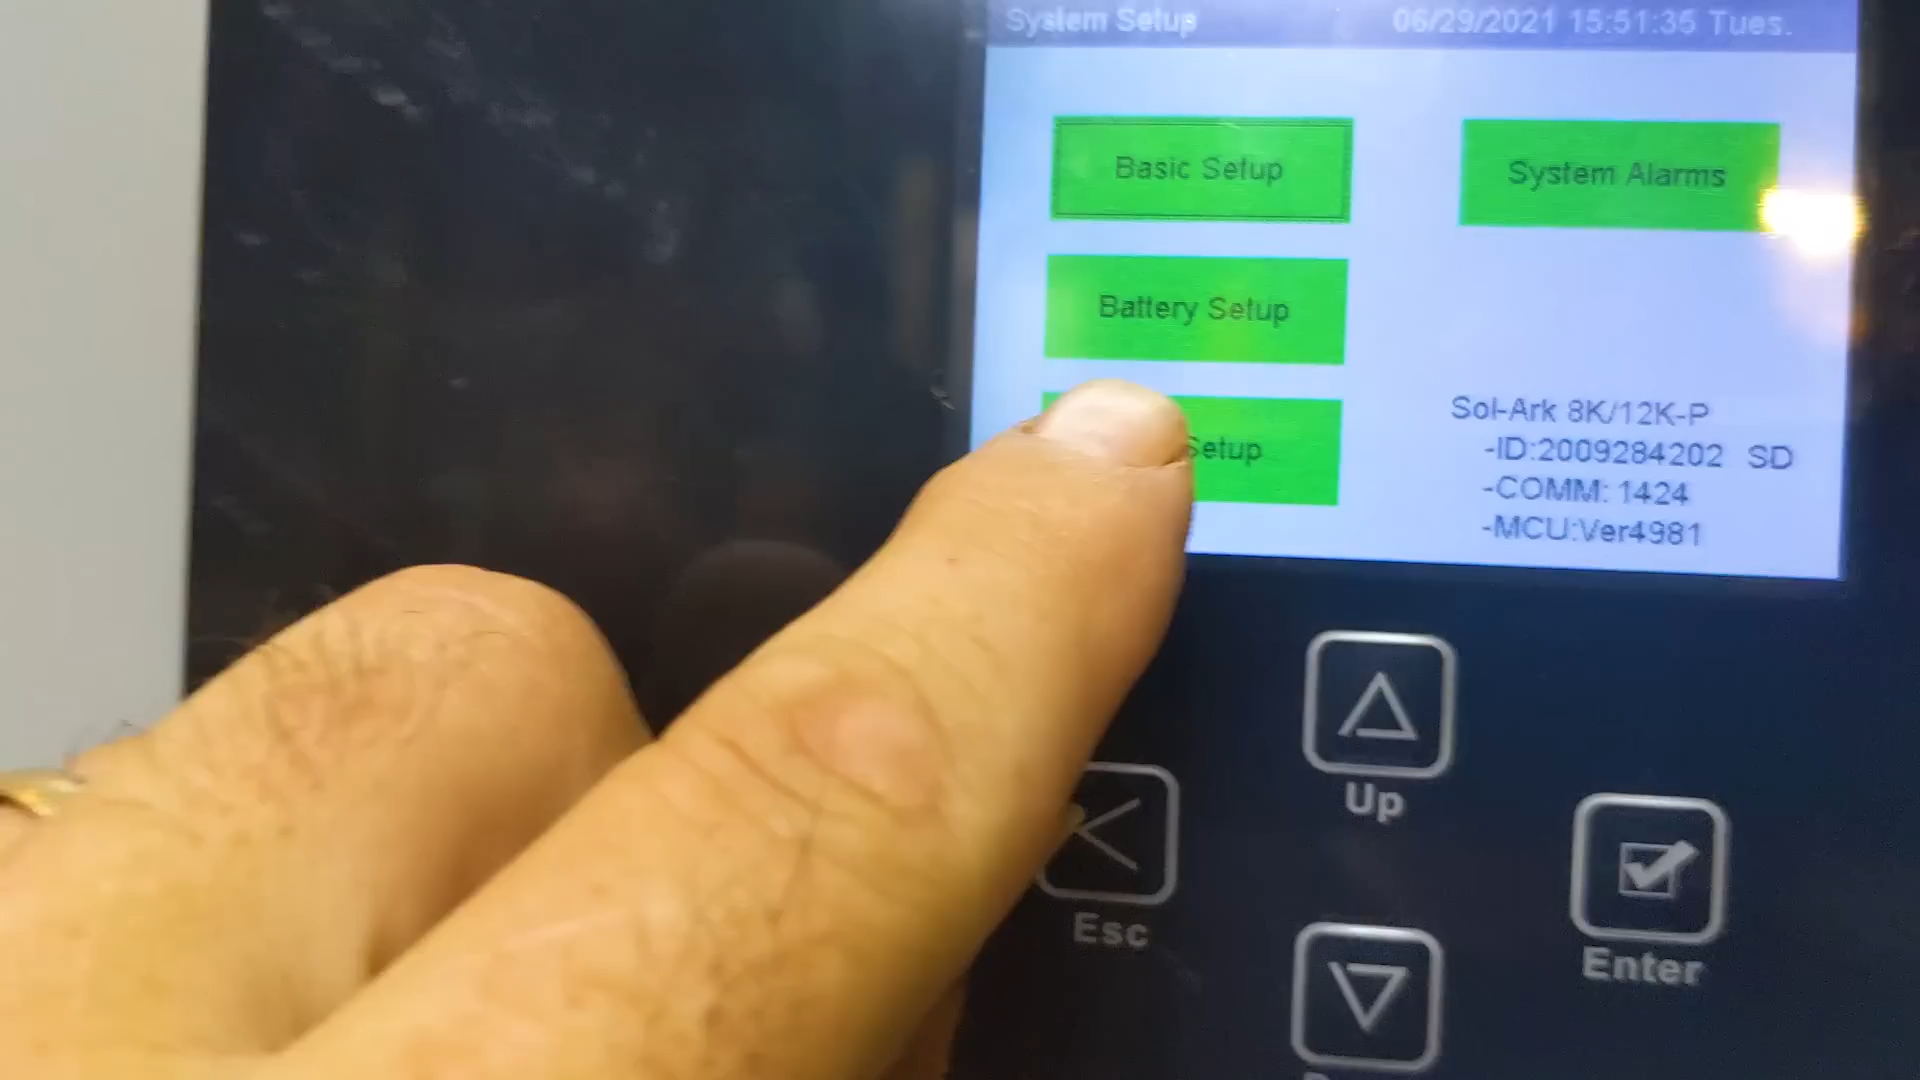 System Setup 06/29/2021 15:51:35 Tues.
Basic Setup
System Alarms
Battery Setup
Setup
Sol-Ark 8K/12K-P
-ID:2009284202 SD
-COMM: 1424
-MCU:Ver4981
Up
Esc
Enter